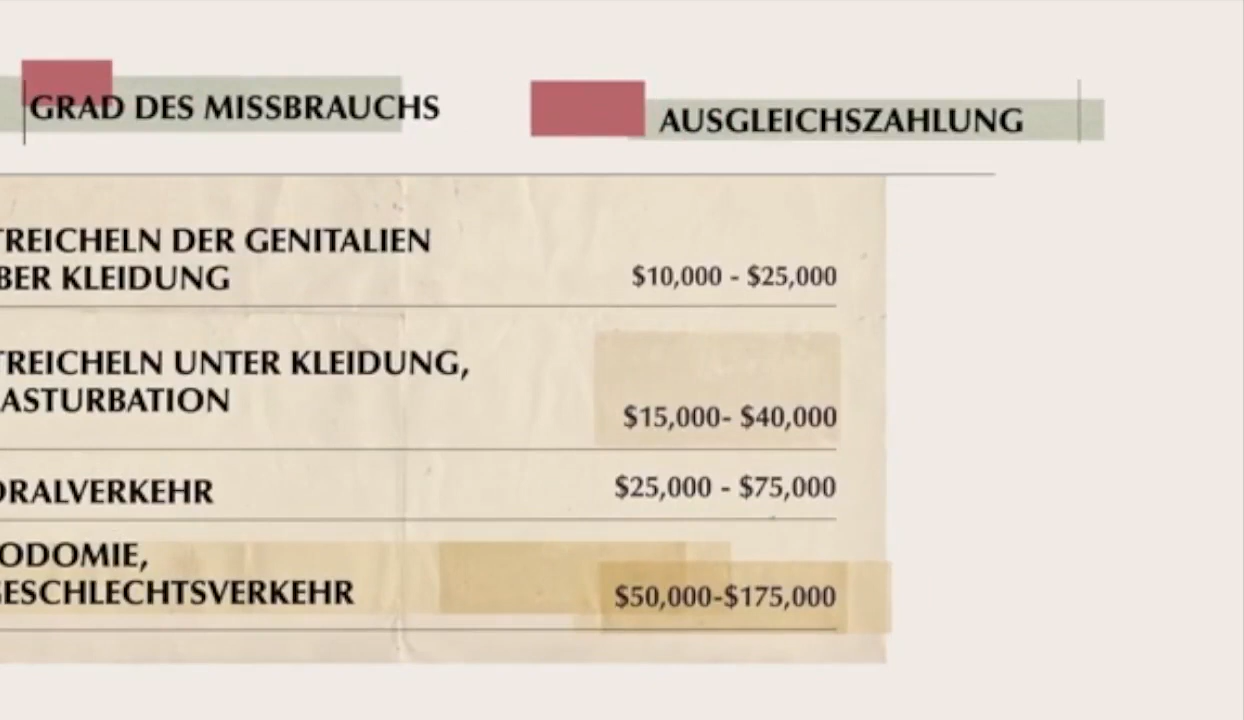 GRAD DES MISSBRAUCHS
AUSGLEICHSZAHLUNG
TREICHELN DER GENITALIEN
BER KLEIDUNG
$10,000 - $25,000
TREICHELN UNTER KLEIDUNG,
ASTURBATION
$15,000- $40,000
ORALVERKEHR
$25,000 - $75,000
ODOMIE,
GESCHLECHTSVERKEHR
$50,000-$175,000